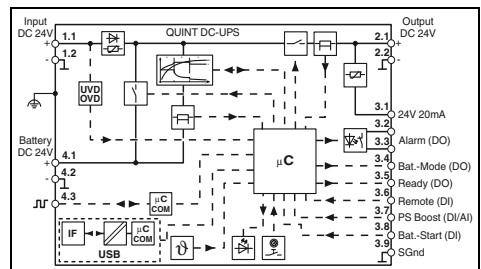 Input
DC 24V
QUINT DC-UPS
Output
DC 24V
+ 1.1
- 1.2
2.1 +
2.2 -
UVD
OVD
3.1 24V 20mA
3.2
3.3 Alarm (DO)
Battery
DC 24V
+ 4.1
- 4.2
4.3
µC
3.4 Bat.-Mode (DO)
3.5 Ready (DO)
3.6 Remote (DI)
3.7 PS Boost (DI/AI)
3.8 Bat.-Start (DI)
3.9 SGnd
µC
COM
IF
µC
COM
USB
ϑ